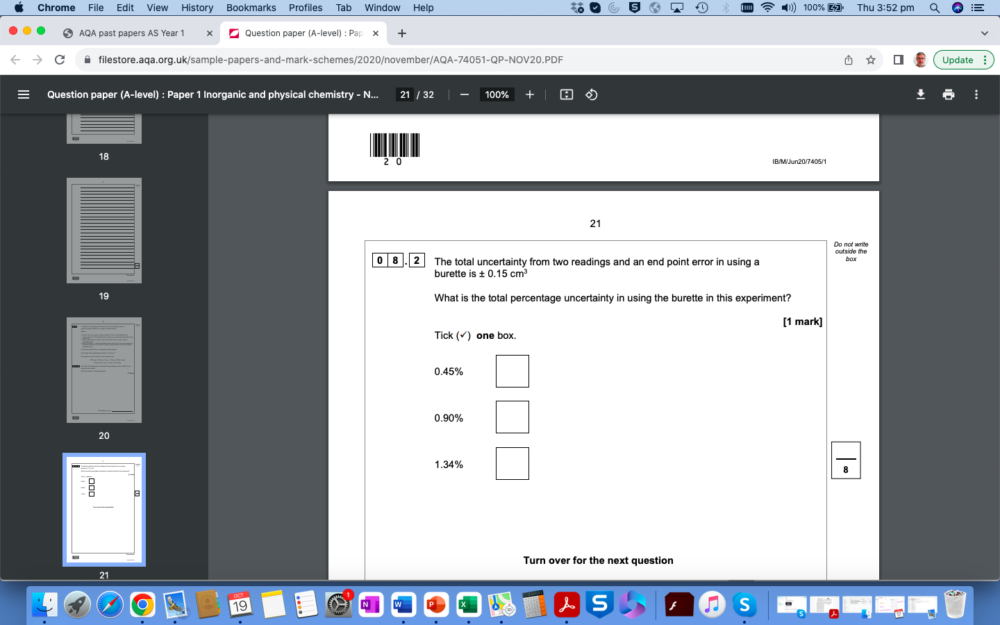 Chrome File Edit View History Bookmarks Profiles Tab Window Help 100% Thu 3:52 pm
AQA past papers AS Year 1
Question paper (A-level) : Pap
filestore.aqa.org.uk/sample-papers-and-mark-schemes/2020/november/AQA-74051-QP-NOV20.PDF
Update
Question paper (A-level) : Paper 1 Inorganic and physical chemistry - N... 21 / 32 100%
18
19
20
21
2 0
IB/M/Jun20/7405/1
21
Do not write
outside the
box
0 8 . 2 The total uncertainty from two readings and an end point error in using a
burette is ± 0.15 cm³
What is the total percentage uncertainty in using the burette in this experiment?
[1 mark]
Tick (✓) one box.
0.45%
0.90%
1.34%
8
Turn over for the next question
OCT
19
1